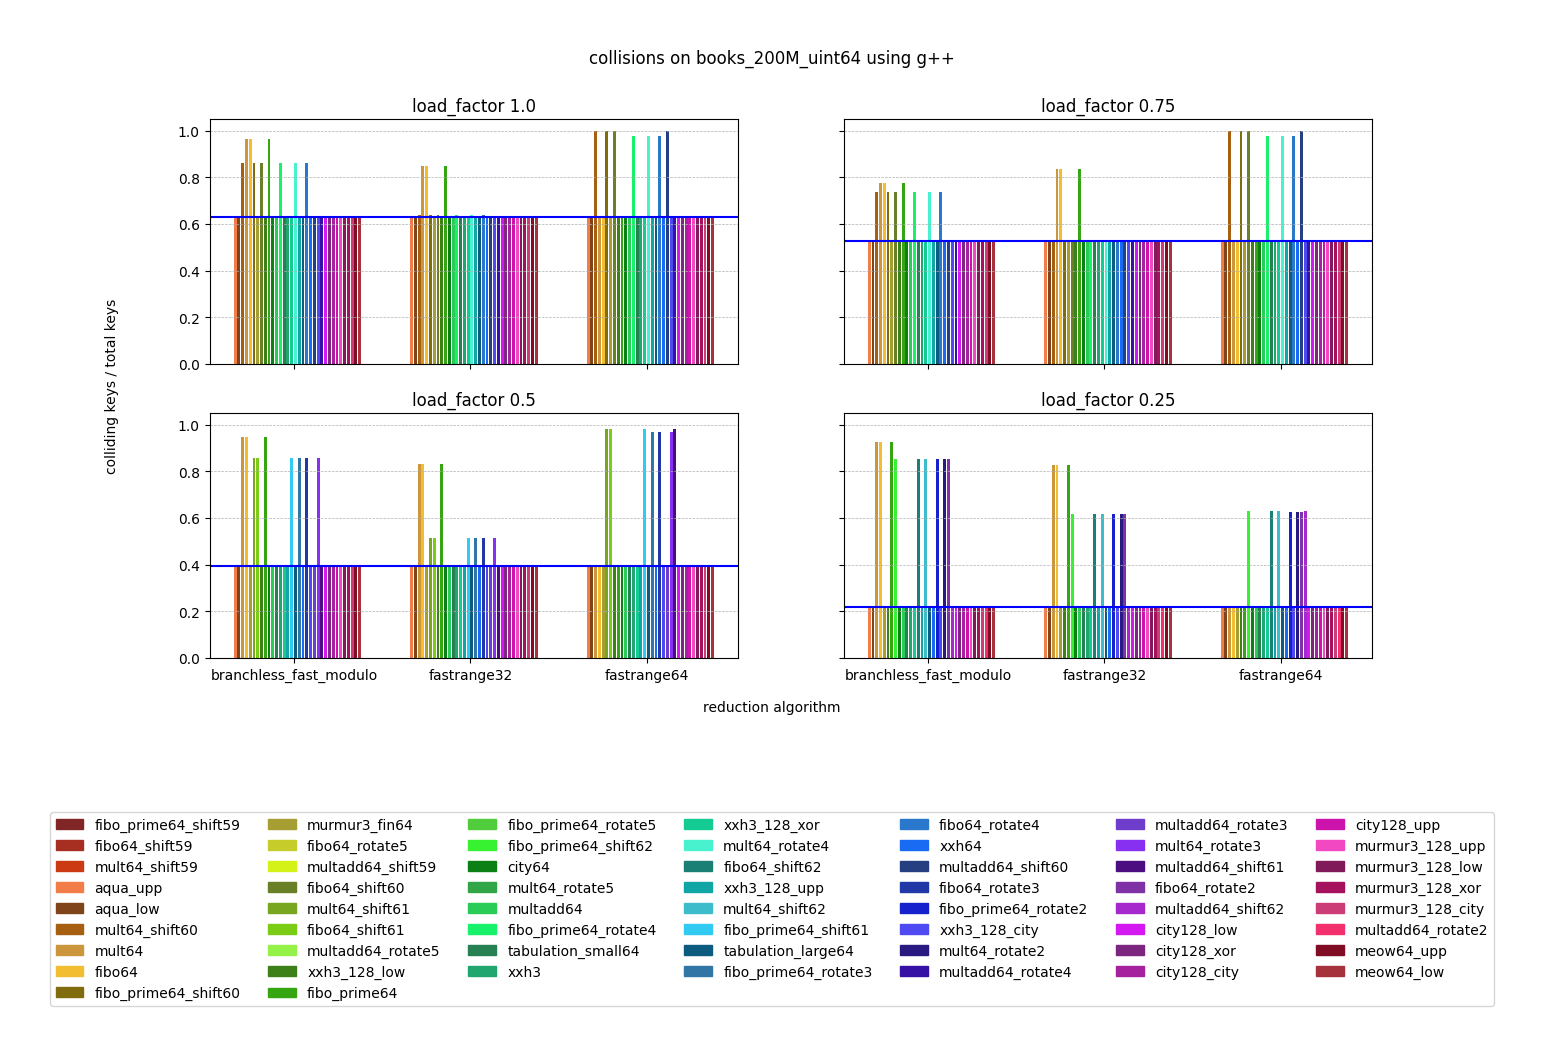 collisions on books_200M_uint64 using g++
load_factor 1.0
load_factor 0.75
1.0
0.8
0.6
0.4
0.2
0.0
colliding keys / total keys
load_factor 0.5
load_factor 0.25
1.0
0.8
0.6
0.4
0.2
0.0
branchless_fast_modulo fastrange32 fastrange64
branchless_fast_modulo fastrange32 fastrange64
reduction algorithm
fibo_prime64_shift59
fibo64_shift59
mult64_shift59
aqua_upp
aqua_low
mult64_shift60
mult64
fibo64
fibo_prime64_shift60
murmur3_fin64
fibo64_rotate5
multadd64_shift59
fibo64_shift60
mult64_shift61
fibo64_shift61
multadd64_rotate5
xxh3_128_low
fibo_prime64
fibo_prime64_rotate5
fibo_prime64_shift62
city64
mult64_rotate5
multadd64
fibo_prime64_rotate4
tabulation_small64
xxh3
xxh3_128_xor
mult64_rotate4
fibo64_shift62
xxh3_128_upp
mult64_shift62
fibo_prime64_shift61
tabulation_large64
fibo_prime64_rotate3
fibo64_rotate4
xxh64
multadd64_shift60
fibo64_rotate3
fibo_prime64_rotate2
xxh3_128_city
mult64_rotate2
multadd64_rotate4
multadd64_rotate3
mult64_rotate3
multadd64_shift61
fibo64_rotate2
multadd64_shift62
city128_low
city128_xor
city128_city
city128_upp
murmur3_128_upp
murmur3_128_low
murmur3_128_xor
murmur3_128_city
multadd64_rotate2
meow64_upp
meow64_low